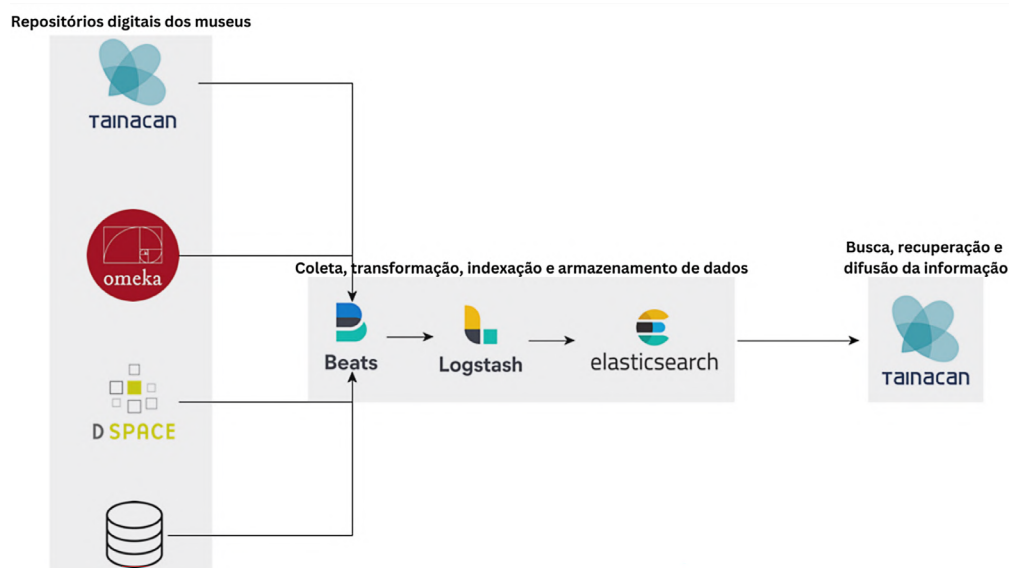 Repositórios digitais dos museus
TAINACAN
omeka
DSPACE
Coleta, transformação, indexação e armazenamento de dados
Beats
Logstash
elasticsearch
Busca, recuperação e
difusão da informação
TAINACAN